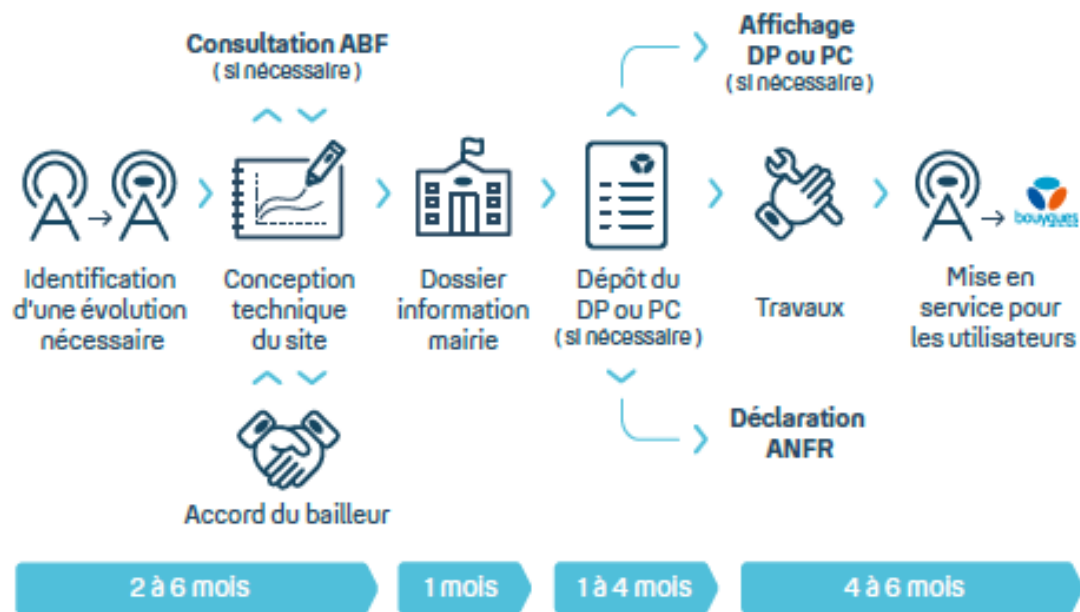 Consultation ABF
( si nécessaire )
Affichage
DP ou PC
( si nécessaire )
bouygues
Identification
d'une évolution
nécessaire
Conception
technique
du site
Dossier
information
mairie
Dépôt du
DP ou PC
( si nécessaire )
Travaux
Mise en
service pour
les utilisateurs
Accord du bailleur
Déclaration
ANFR
2 à 6 mois
1 mois
1 à 4 mois
4 à 6 mois